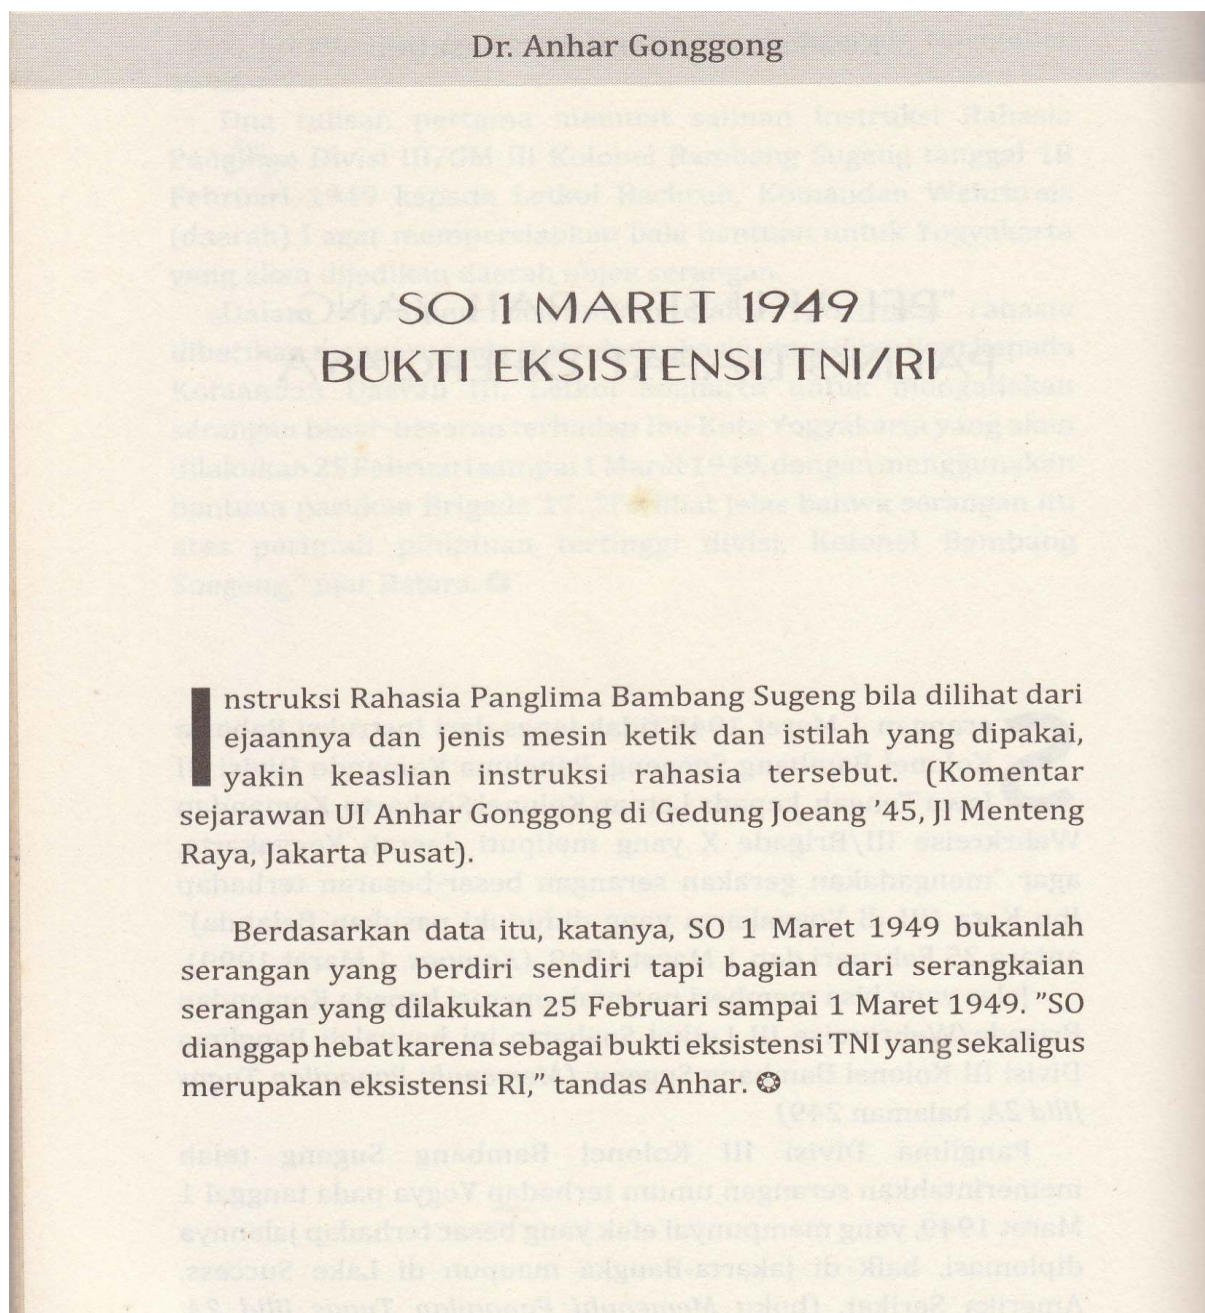 Dr. Anhar Gonggong
SO 1 MARET 1949
BUKTI EKSISTENSI TNI/RI
Instruksi Rahasia Panglima Bambang Sugeng bila dilihat dari
ejaannya dan jenis mesin ketik dan istilah yang dipakai,
yakin keaslian instruksi rahasia tersebut. (Komentar
sejarawan UI Anhar Gonggong di Gedung Joeang ’45, Jl Menteng
Raya, Jakarta Pusat).
Berdasarkan data itu, katanya, SO 1 Maret 1949 bukanlah
serangan yang berdiri sendiri tapi bagian dari serangkaian
serangan yang dilakukan 25 Februari sampai 1 Maret 1949. ”SO
dianggap hebat karena sebagai bukti eksistensi TNI yang sekaligus
merupakan eksistensi RI,” tandas Anhar.